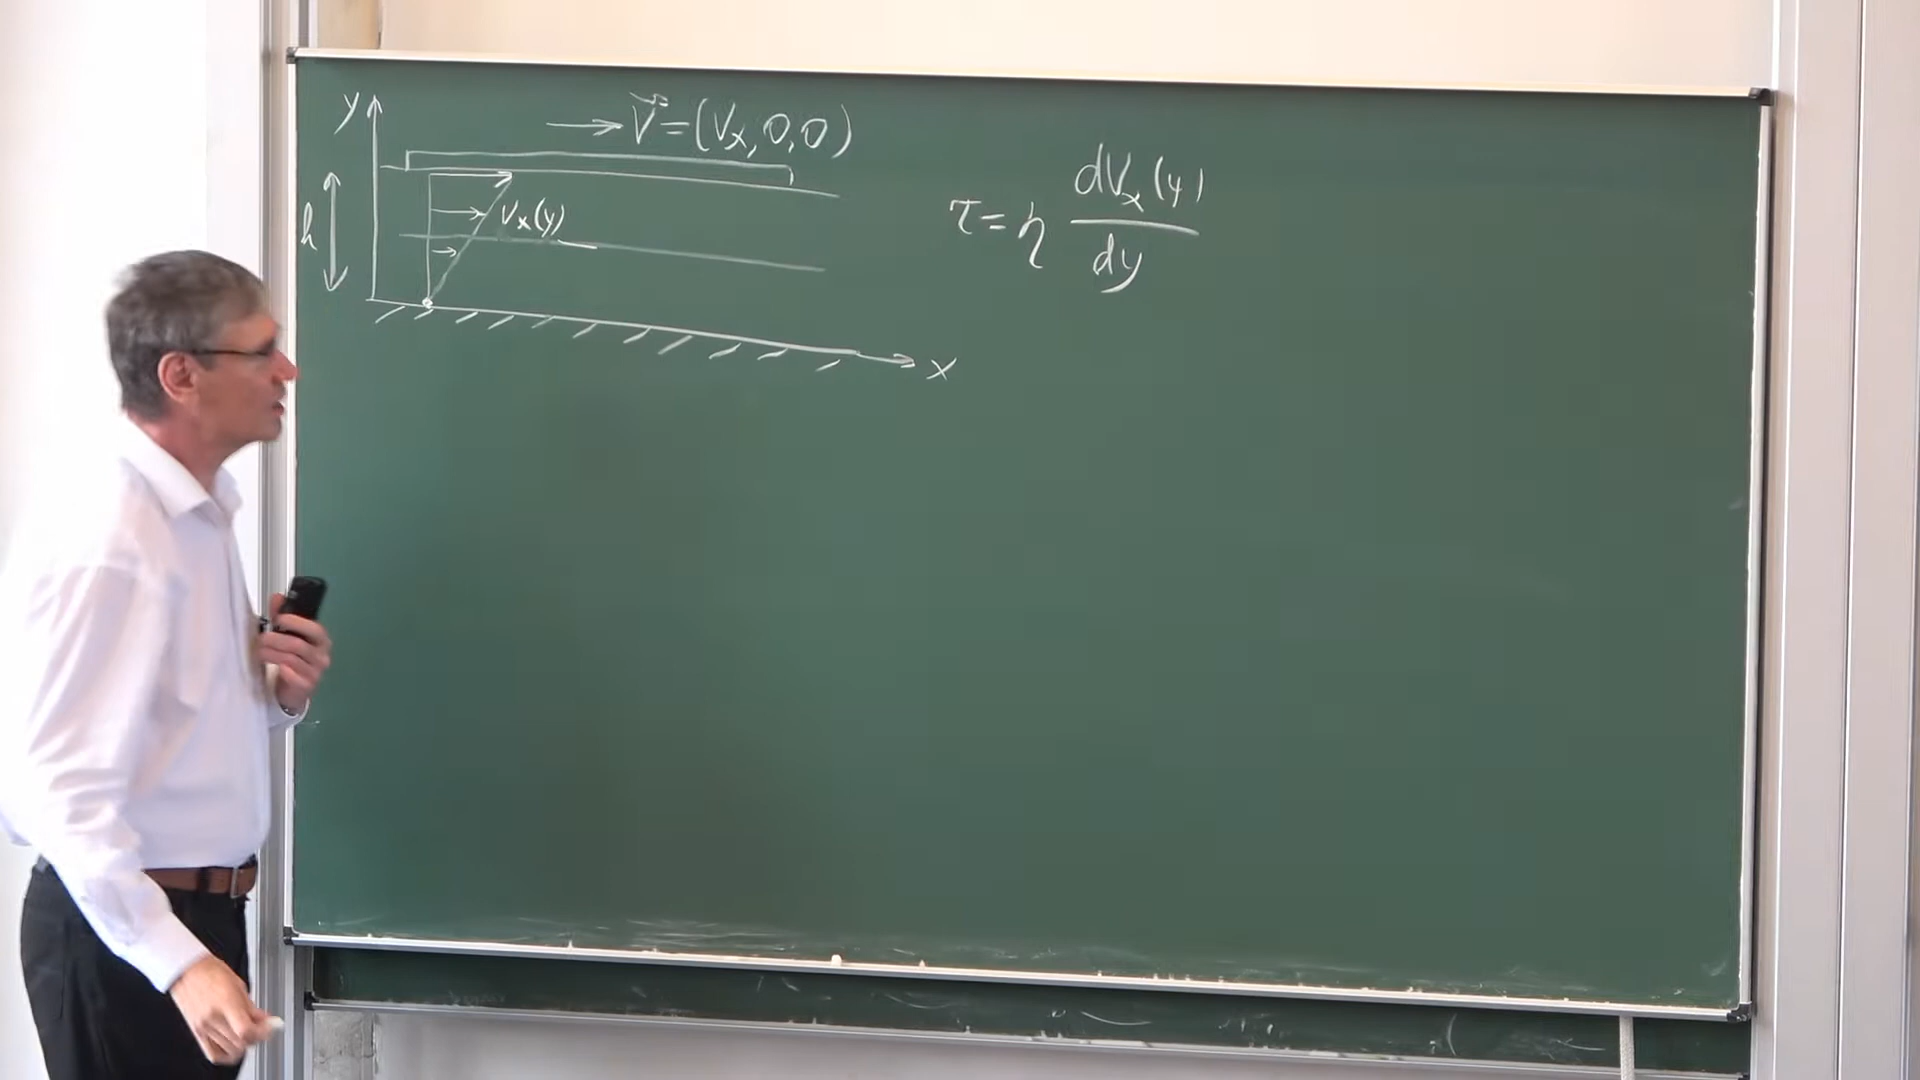 y
→ V⃗=(Vx,0,0)
h
Vx(y)
x
τ=η dVx(y)/dy